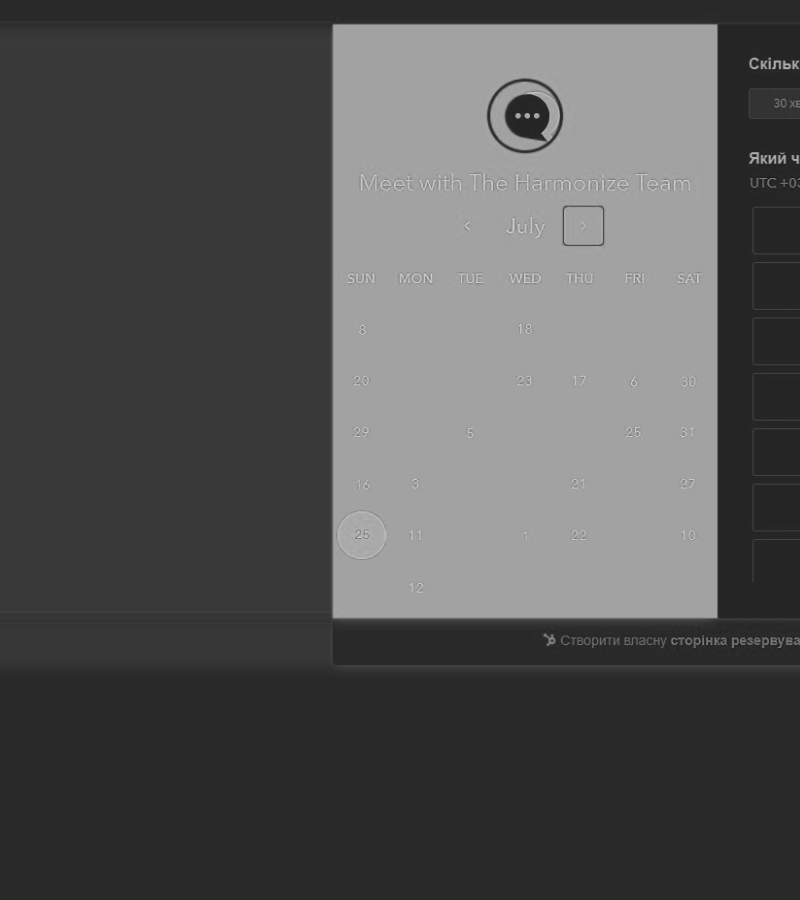 Скільк
30 хв
Meet with The Harmonize Team
Який ч
UTC +03
July
SUN MON TUE WED THU FRI SAT
8 18
20 23 17 6 30
29 5 25 31
16 3 21 27
25 11 1 22 10
12
Створити власну сторінка резервува